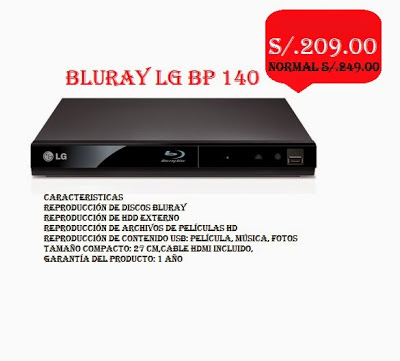 S/.209.00
NORMAL S/.249.00
BLURAY LG BP 140
LG
Blu-ray Disc
CARACTERISTICAS
REPRODUCCIÓN DE DISCOS BLURAY
REPRODUCCIÓN DE HDD EXTERNO
REPRODUCCIÓN DE ARCHIVOS DE PELÍCULAS HD
REPRODUCCIÓN DE CONTENIDO USB: PELÍCULA, MÚSICA, FOTOS
TAMAÑO COMPACTO: 27 CM,CABLE HDMI INCLUIDO,
GARANTÍA DEL PRODUCTO: 1 AÑO